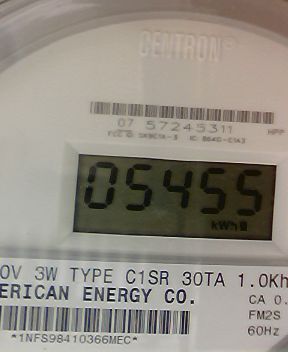 CENTRON®
07 57245311 HPP
05455
kWh
0V 3W TYPE C1SR 30TA 1.0Kh
ERICAN ENERGY CO.
CA 0.
FM2S
60Hz
*1NFS98410366MEC*